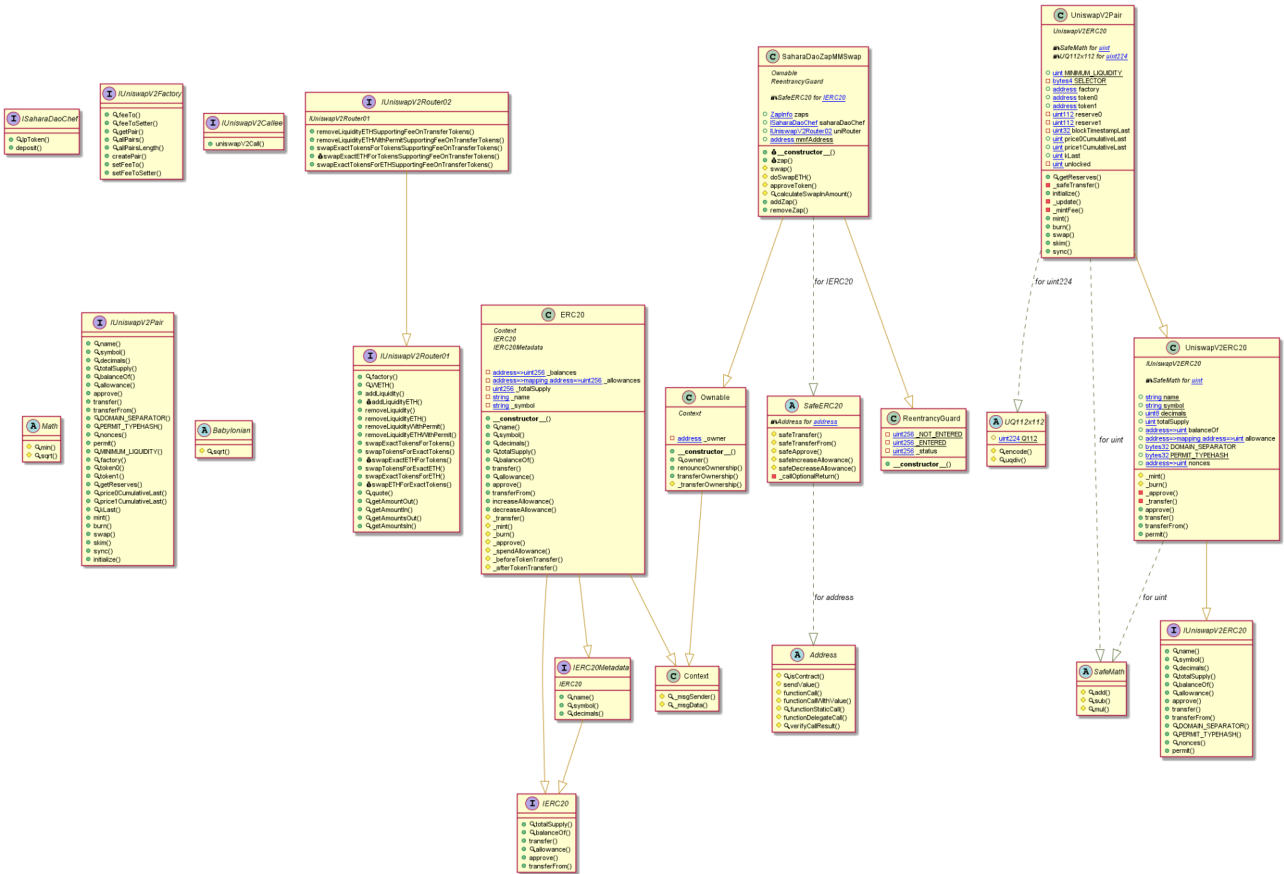 I ISaharaDaoChef
lpToken()
deposit()
I IUniswapV2Factory
feeTo()
feeToSetter()
getPair()
allPairs()
allPairsLength()
createPair()
setFeeTo()
setFeeToSetter()
I IUniswapV2Callee
uniswapV2Call()
I IUniswapV2Router02
IUniswapV2Router01
removeLiquidityETHSupportingFeeOnTransferTokens()
removeLiquidityETHWithPermitSupportingFeeOnTransferTokens()
swapExactTokensForTokensSupportingFeeOnTransferTokens()
swapExactETHForTokensSupportingFeeOnTransferTokens()
swapExactTokensForETHSupportingFeeOnTransferTokens()
C SaharaDaoZapMMSwap
Ownable
ReentrancyGuard
SafeERC20 for IERC20
ZapInfo zaps
ISaharaDaoChef saharaDaoChef
IUniswapV2Router02 uniRouter
address mmfAddress
__constructor__()
zap()
swap()
doSwapETH()
approveToken()
calculateSwapInAmount()
addZap()
removeZap()
C UniswapV2Pair
UniswapV2ERC20
SafeMath for uint
UQ112x112 for uint224
uint MINIMUM_LIQUIDITY
bytes4 SELECTOR
address factory
address token0
address token1
uint112 reserve0
uint112 reserve1
uint32 blockTimestampLast
uint price0CumulativeLast
uint price1CumulativeLast
uint kLast
uint unlocked
getReserves()
_safeTransfer()
initialize()
_update()
_mintFee()
mint()
burn()
swap()
skim()
sync()
for IERC20
for uint224
for uint
I IUniswapV2Pair
name()
symbol()
decimals()
totalSupply()
balanceOf()
allowance()
approve()
transfer()
transferFrom()
DOMAIN_SEPARATOR()
PERMIT_TYPEHASH()
nonces()
permit()
MINIMUM_LIQUIDITY()
factory()
token0()
token1()
getReserves()
price0CumulativeLast()
price1CumulativeLast()
kLast()
mint()
burn()
swap()
skim()
sync()
initialize()
A Math
min()
sqrt()
A Babylonian
sqrt()
I IUniswapV2Router01
factory()
WETH()
addLiquidity()
addLiquidityETH()
removeLiquidity()
removeLiquidityETH()
removeLiquidityWithPermit()
removeLiquidityETHWithPermit()
swapExactTokensForTokens()
swapTokensForExactTokens()
swapExactETHForTokens()
swapTokensForExactETH()
swapExactTokensForETH()
swapETHForExactTokens()
quote()
getAmountOut()
getAmountIn()
getAmountsOut()
getAmountsIn()
C ERC20
Context
IERC20
IERC20Metadata
address=>uint256 _balances
address=>mapping address=>uint256 _allowances
uint256 _totalSupply
string _name
string _symbol
__constructor__()
name()
symbol()
decimals()
totalSupply()
balanceOf()
transfer()
allowance()
approve()
transferFrom()
increaseAllowance()
decreaseAllowance()
_transfer()
_mint()
_burn()
_approve()
_spendAllowance()
_beforeTokenTransfer()
_afterTokenTransfer()
C Ownable
Context
address _owner
__constructor__()
owner()
renounceOwnership()
transferOwnership()
_transferOwnership()
A SafeERC20
Address for address
safeTransfer()
safeTransferFrom()
safeApprove()
safeIncreaseAllowance()
safeDecreaseAllowance()
_callOptionalReturn()
C ReentrancyGuard
uint256 _NOT_ENTERED
uint256 _ENTERED
uint256 _status
__constructor__()
A UQ112x112
uint224 Q112
encode()
uqdiv()
C UniswapV2ERC20
IUniswapV2ERC20
SafeMath for uint
string name
string symbol
uint8 decimals
uint totalSupply
address=>uint balanceOf
address=>mapping address=>uint allowance
bytes32 DOMAIN_SEPARATOR
bytes32 PERMIT_TYPEHASH
address=>uint nonces
_mint()
_burn()
_approve()
_transfer()
approve()
transfer()
transferFrom()
permit()
for address
for uint
I IERC20Metadata
IERC20
name()
symbol()
decimals()
C Context
_msgSender()
_msgData()
A Address
isContract()
sendValue()
functionCall()
functionCallWithValue()
functionStaticCall()
functionDelegateCall()
verifyCallResult()
A SafeMath
add()
sub()
mul()
I IUniswapV2ERC20
name()
symbol()
decimals()
totalSupply()
balanceOf()
allowance()
approve()
transfer()
transferFrom()
DOMAIN_SEPARATOR()
PERMIT_TYPEHASH()
nonces()
permit()
I IERC20
totalSupply()
balanceOf()
transfer()
allowance()
approve()
transferFrom()